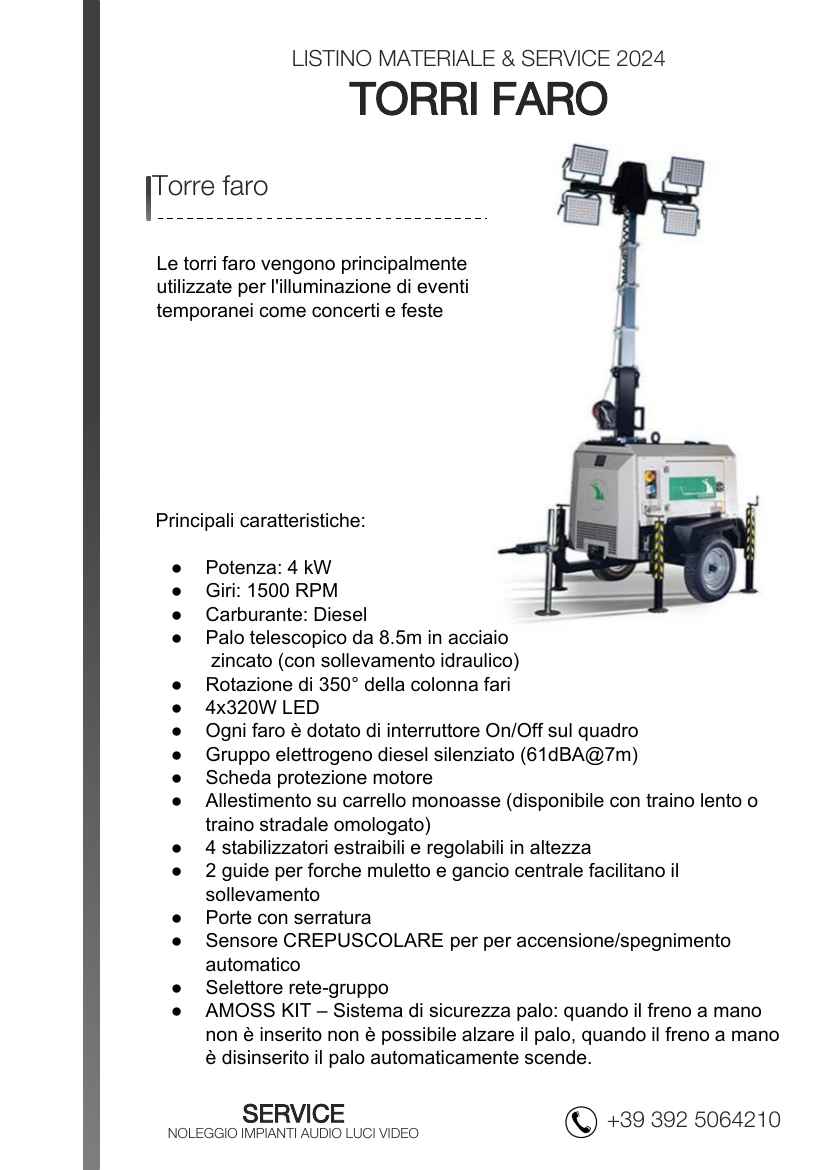 LISTINO MATERIALE & SERVICE 2024
TORRI FARO
Torre faro
Le torri faro vengono principalmente
utilizzate per l'illuminazione di eventi
temporanei come concerti e feste
Principali caratteristiche:
● Potenza: 4 kW
● Giri: 1500 RPM
● Carburante: Diesel
● Palo telescopico da 8.5m in acciaio
zincato (con sollevamento idraulico)
● Rotazione di 350° della colonna fari
● 4x320W LED
● Ogni faro è dotato di interruttore On/Off sul quadro
● Gruppo elettrogeno diesel silenziato (61dBA@7m)
● Scheda protezione motore
● Allestimento su carrello monoasse (disponibile con traino lento o
traino stradale omologato)
● 4 stabilizzatori estraibili e regolabili in altezza
● 2 guide per forche muletto e gancio centrale facilitano il
sollevamento
● Porte con serratura
● Sensore CREPUSCOLARE per per accensione/spegnimento
automatico
● Selettore rete-gruppo
● AMOSS KIT – Sistema di sicurezza palo: quando il freno a mano
non è inserito non è possibile alzare il palo, quando il freno a mano
è disinserito il palo automaticamente scende.
SERVICE
NOLEGGIO IMPIANTI AUDIO LUCI VIDEO
+39 392 5064210